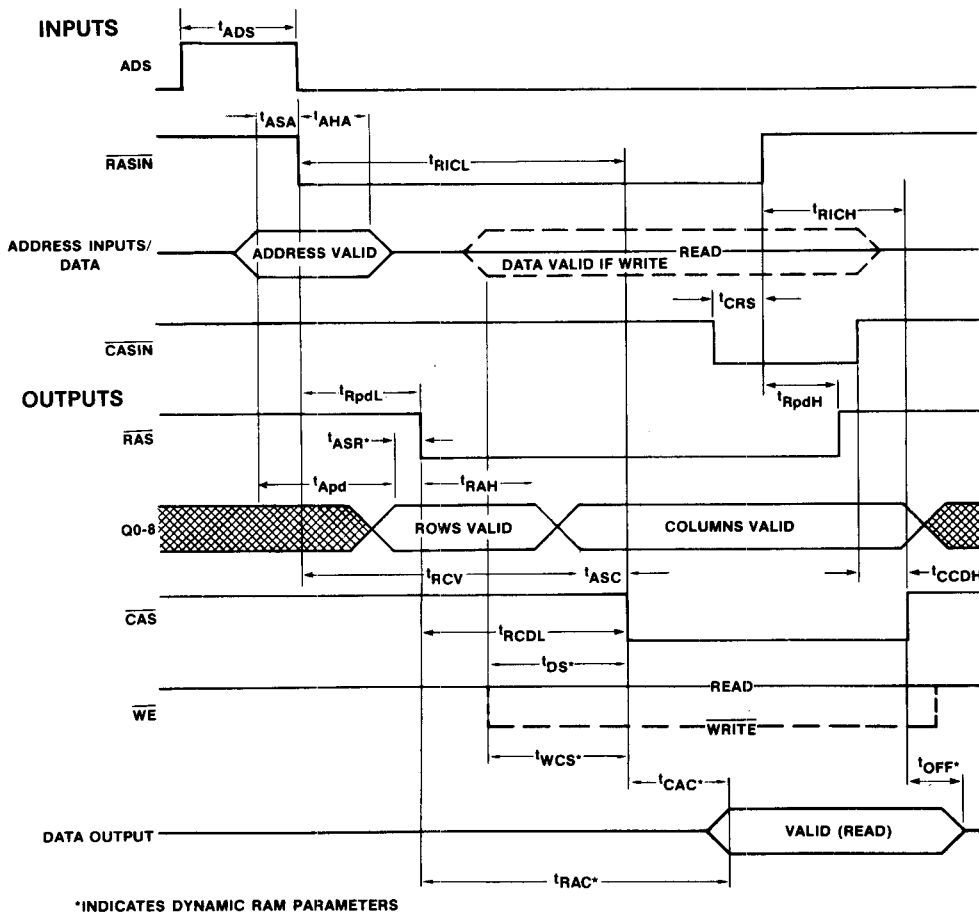 INPUTS
tADS
ADS
tASA
tAHA
RASIN
tRICL
tRICH
ADDRESS INPUTS/
DATA
ADDRESS VALID
READ
DATA VALID IF WRITE
tCRS
CASIN
OUTPUTS
tRpdL
tRpdH
RAS
tASR*
tApd
tRAH
Q0-8
ROWS VALID
COLUMNS VALID
tRCV
tASC
tCCDH
CAS
tRCDL
tDS*
READ
WE
WRITE
tWCS*
tCAC*
tOFF*
DATA OUTPUT
VALID (READ)
tRAC*
*INDICATES DYNAMIC RAM PARAMETERS